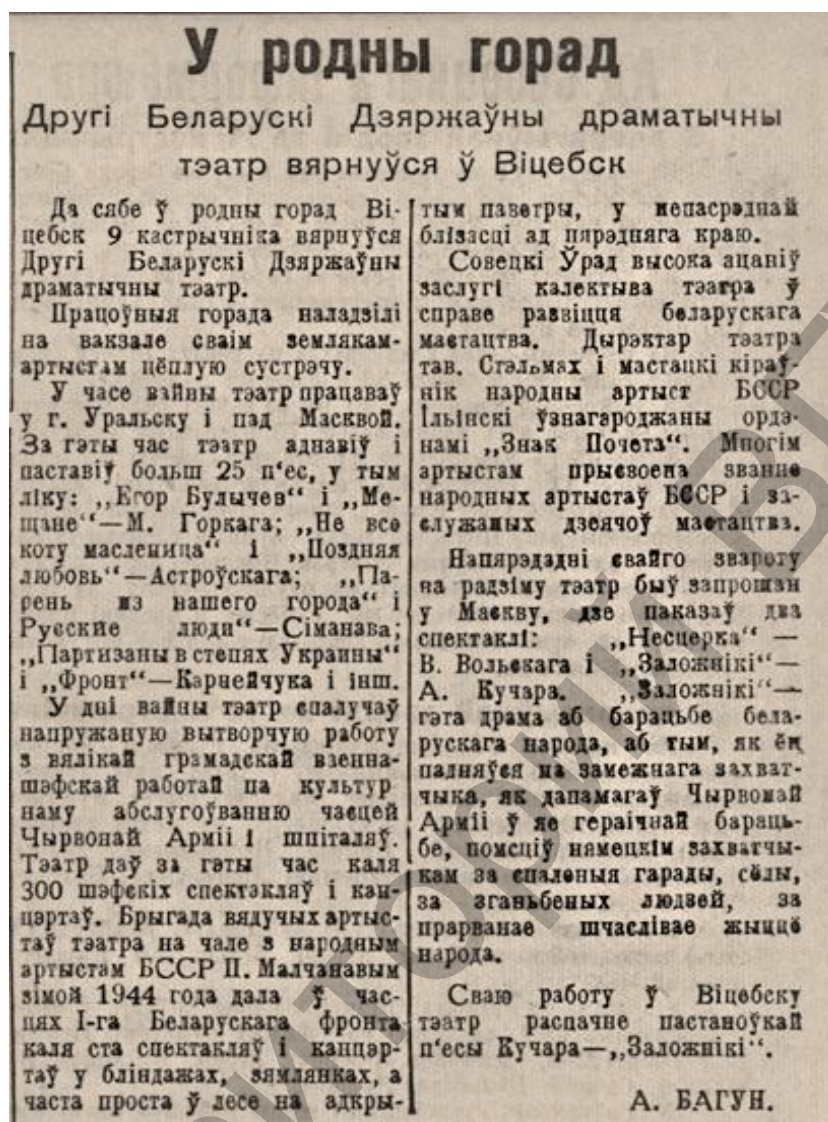 У родны горад
Другі Беларускі Дзяржаўны драматычны
тэатр вярнуўся ў Віцебск
Да сябе ў родны горад Ві-
цебск 9 кастрычніка вярнуўся
Другі Беларускі Дзяржаўны
драматычны тэатр.
Працоўныя горада наладзілі
на вакзале сваім землякам-
артыстам цёплую сустрэчу.
У часе вайны тэатр працаваў
у г. Уральску і пад Масквой.
За гэты час тэатр аднавіў і
паставіў больш 25 п‘ес, у тым
ліку: „Егор Булычев“ і „Ме-
щане“—М. Горкага; „Не все
коту масленица“ і „Поздняя
любовь“—Астроўскага; „Па-
рень из нашего города“ і
Русские люди“—Сіманава;
„Партизаны в степях Украины“
і „Фронт“—Карнейчука і інш.
У дні вайны тэатр спалучаў
напружаную вытворчую работу
з вялікай грамадскай ваенна-
шэфскай работай па культур
наму абслугоўванню часцей
Чырвонай Арміі і шпіталяў.
Тэатр даў за гэты час каля
300 шэфскіх спектакляў і кан-
цэртаў. Брыгада вядучых артыс-
таў тэатра на чале з народным
артыстам БССР П. Малчанавым
зімой 1944 года дала ў час-
цях I-га Беларускага фронта
каля ста спектакляў і канцэр-
таў у бліндажах, зямлянках, а
часта проста ў лесе на адкры-
тым паветры, у непасрэднай
блізасці ад пярэдняга краю.
Совецкі Ўрад высока ацаніў
заслугі калектыва тэатра ў
справе развіцця беларускага
мастацтва. Дырэктар тэатра
тав. Стэльмах і мастацкі кіраў-
нік народны артыст БССР
Ільінскі ўзнагароджаны ордэ-
намі „Знак Почета“. Многім
артыстам прысвоена званне
народных артыстаў БССР і за-
служаных дзеячоў мастацтва.
Напярэдадні свайго звароту
на радзіму тэатр быў запрошан
у Маскву, дзе паказаў два
спектаклі: „Несцерка“ —
В. Вольскага і „Заложнікі“—
А. Кучара. „Заложнікі“—
гэта драма аб барацьбе бела-
рускага народа, аб тым, як ён
падняўся на замежнага захват-
чыка, як дапамагаў Чырвонай
Арміі ў яе гераічнай бараць-
бе, помсціў нямецкім захватчы-
кам за спаленыя гарады, сёлы,
за зганьбеных людзей, за
прарванае шчаслівае жыццё
народа.
Сваю работу ў Віцебску
тэатр распачне пастаноўкай
п‘есы Кучара—„Заложнікі“.
А. БАГУН.